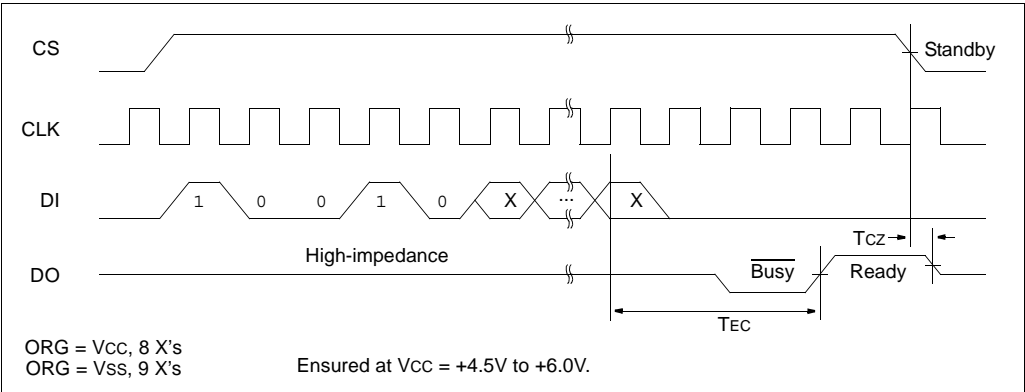 CS
Standby
CLK
DI
1 0 0 1 0 X ... X
TCZ
High-impedance
DO
Busy
Ready
TEC
ORG = VCC, 8 X's
ORG = VSS, 9 X's
Ensured at VCC = +4.5V to +6.0V.